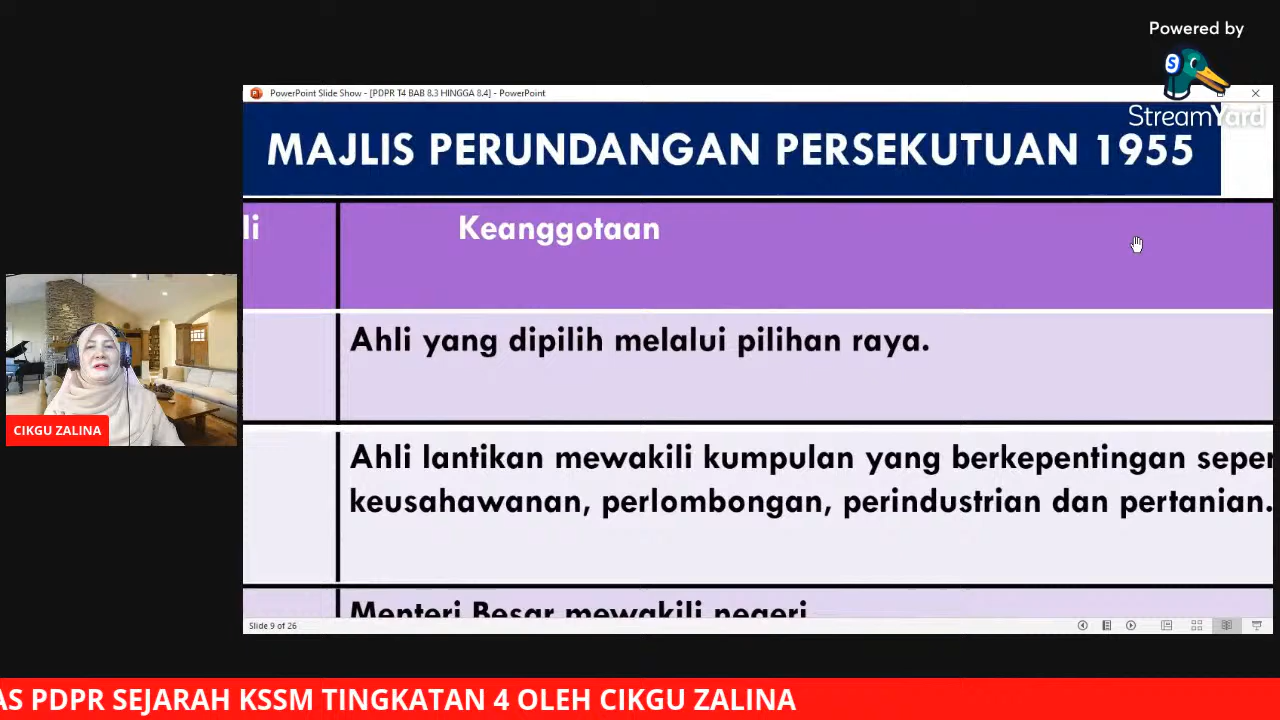 Powered by
StreamYard
PowerPoint Slide Show - [PDPR T4 BAB 8.3 HINGGA 8.4] - PowerPoint
MAJLIS PERUNDANGAN PERSEKUTUAN 1955
li Keanggotaan
Ahli yang dipilih melalui pilihan raya.
Ahli lantikan mewakili kumpulan yang berkepentingan seper
keusahawanan, perlombongan, perindustrian dan pertanian.
Menteri Besar mewakili negeri
Slide 9 of 26
CIKGU ZALINA
AS PDPR SEJARAH KSSM TINGKATAN 4 OLEH CIKGU ZALINA